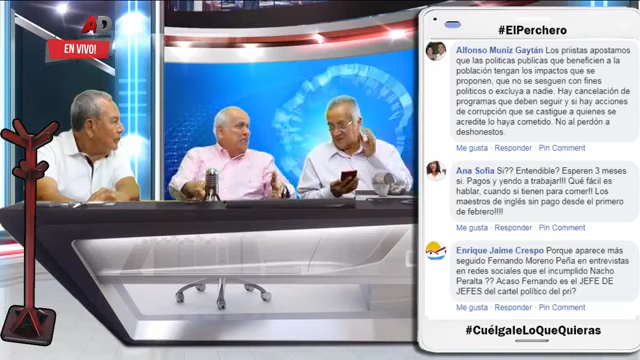 AD
EN VIVO!
#ElPerchero
Alfonso Muniz Gaytán Los priistas apostamos
que las politicas publicas que beneficien a la
población tengan los impactos que se
proponen, que no se sesguen con fines
politicos o excluya a nadie. Hay cancelación de
programas que deben seguir y si hay acciones
de corrupción que se castigue a quienes se
acredite lo haya cometido. No al perdón a
deshonestos.
Me gusta · Responder · Pin Comment
Ana Sofia Si?? Entendible? Esperen 3 meses
si. Pagos y yendo a trabajar!!! Qué fácil es
hablar, cuando si tienen para comer!! Los
maestros de inglés sin pago desde el primero
de febrero!!!!
Me gusta · Responder · Pin Comment
Enrique Jaime Crespo Porque aparece más
seguido Fernando Moreno Peña en entrevistas
en redes sociales que el incumplido Nacho
Peralta ?? Acaso Fernando es el JEFE DE
JEFES del cartel político del pri?
Me gusta · Responder · Pin Comment
#CuélgaleLoQueQuieras